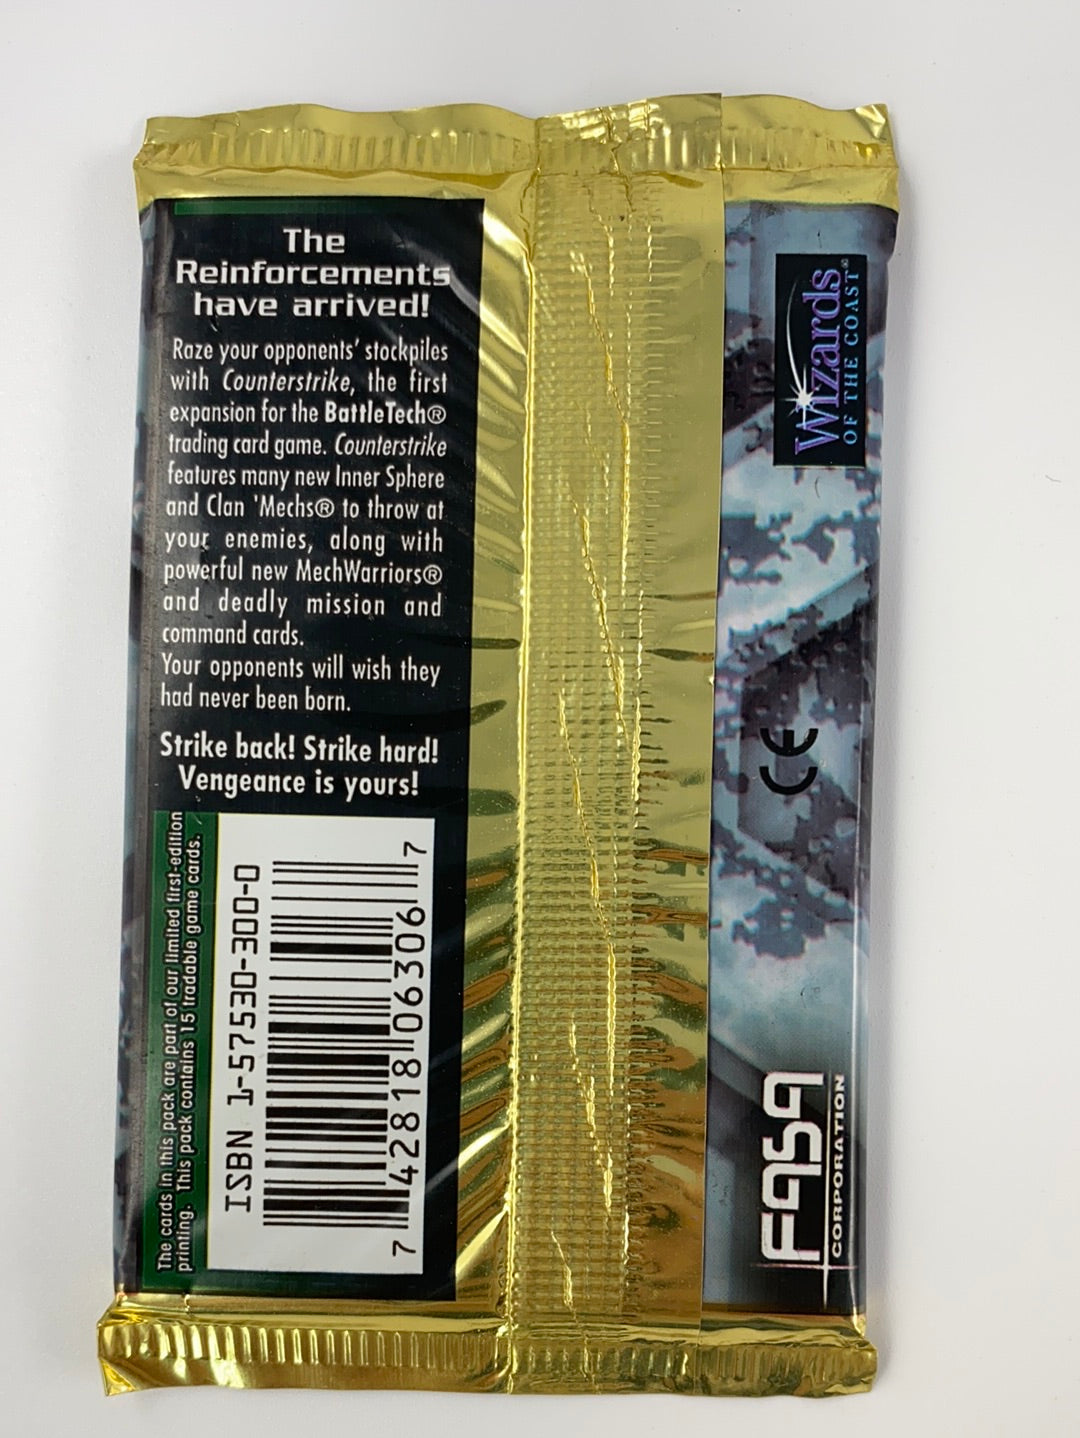 The
Reinforcements
have arrived!
Raze your opponents' stockpiles
with Counterstrike, the first
expansion for the BattleTech®
trading card game. Counterstrike
features many new Inner Sphere
and Clan 'Mechs® to throw at
your enemies, along with
powerful new MechWarriors®
and deadly mission and
command cards.
Your opponents will wish they
had never been born.
Strike back! Strike hard!
Vengeance is yours!
The cards in this pack are part of our limited first-edition
printing. This pack contains 15 tradable game cards.
ISBN 1-57530-300-0
7 42818 06306 7
Wizards
OF THE COAST®
CE
FASA
CORPORATION